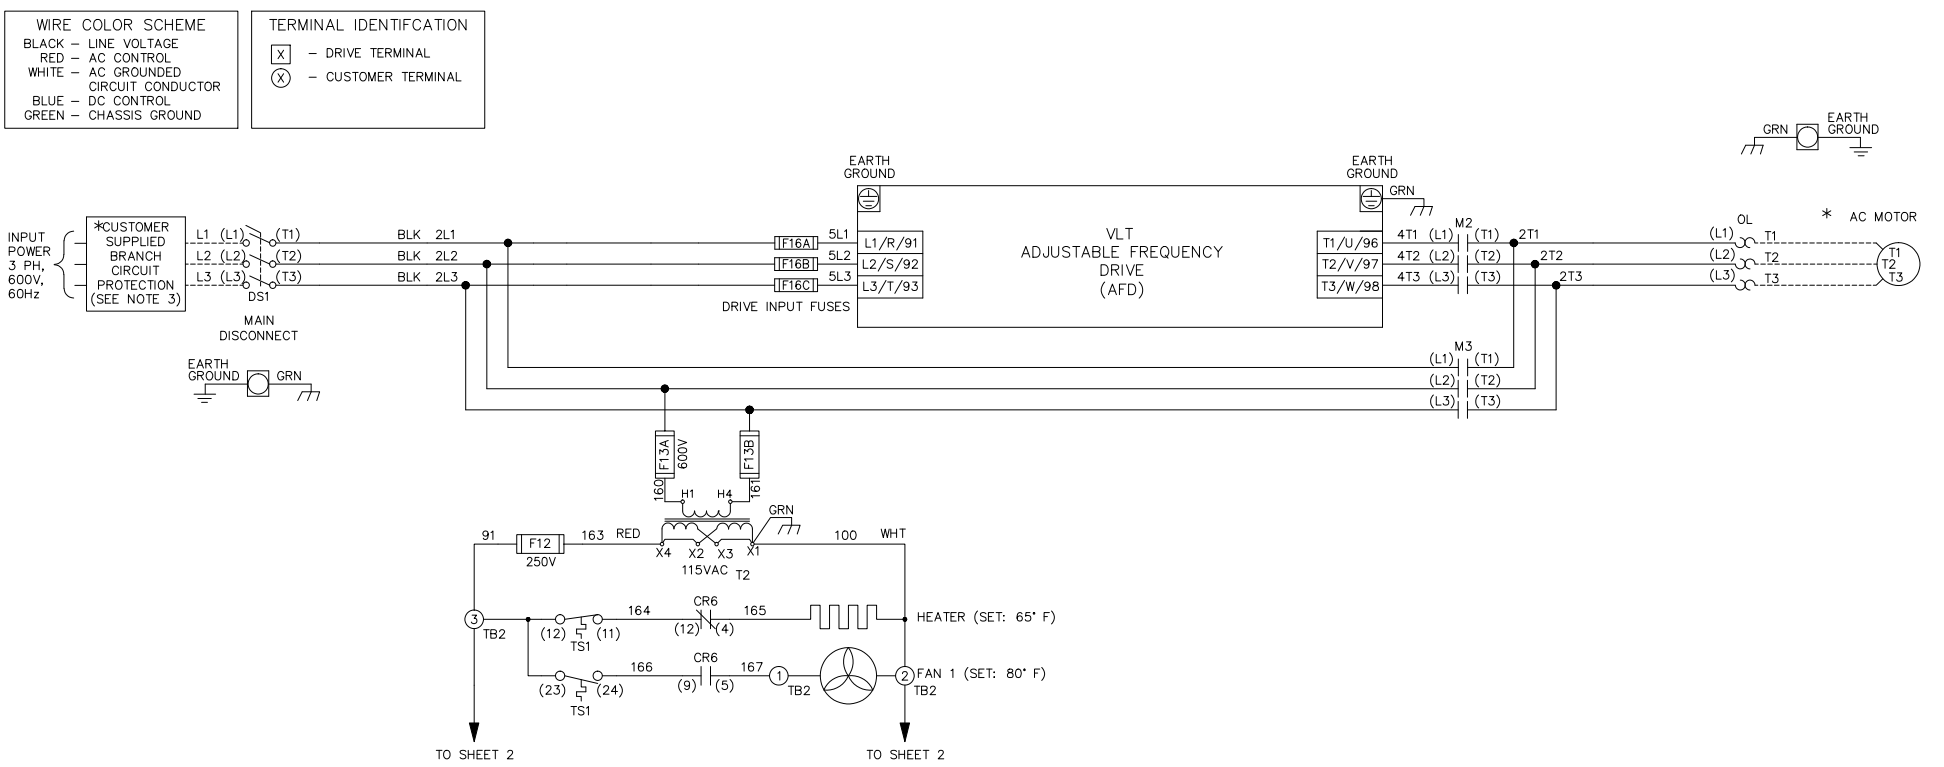 WIRE COLOR SCHEME
BLACK – LINE VOLTAGE
RED – AC CONTROL
WHITE – AC GROUNDED
CIRCUIT CONDUCTOR
BLUE – DC CONTROL
GREEN – CHASSIS GROUND
TERMINAL IDENTIFCATION
X – DRIVE TERMINAL
X – CUSTOMER TERMINAL
GRN
EARTH
GROUND
INPUT
POWER
3 PH,
600V,
60Hz
*CUSTOMER
SUPPLIED
BRANCH
CIRCUIT
PROTECTION
(SEE NOTE 3)
L1 (L1) (T1)
L2 (L2) (T2)
L3 (L3) (T3)
DS1
MAIN
DISCONNECT
EARTH
GROUND
GRN
BLK 2L1
BLK 2L2
BLK 2L3
F16A 5L1
F16B 5L2
F16C 5L3
DRIVE INPUT FUSES
EARTH
GROUND
L1/R/91
L2/S/92
L3/T/93
VLT
ADJUSTABLE FREQUENCY
DRIVE
(AFD)
EARTH
GROUND
GRN
T1/U/96
T2/V/97
T3/W/98
M2
4T1 (L1) (T1) 2T1
4T2 (L2) (T2) 2T2
4T3 (L3) (T3) 2T3
OL
(L1) T1
(L2) T2
(L3) T3
* AC MOTOR
T1
T2
T3
M3
(L1) (T1)
(L2) (T2)
(L3) (T3)
F13A
600V
F13B
160
161
H1 H4
GRN
91
F12
250V
163 RED
X4 X2 X3 X1
115VAC T2
100 WHT
3
TB2
(12) (11)
TS1
164
CR6
(12) (4)
165
HEATER (SET: 65° F)
(23) (24)
TS1
166
CR6
(9) (5)
167
1
TB2
2
TB2
FAN 1 (SET: 80° F)
TO SHEET 2
TO SHEET 2